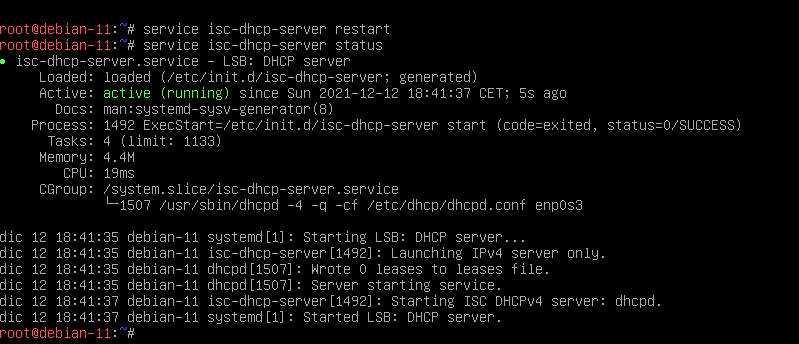 root@debian-11:~# service isc-dhcp-server restart
root@debian-11:~# service isc-dhcp-server status
● isc-dhcp-server.service - LSB: DHCP server
     Loaded: loaded (/etc/init.d/isc-dhcp-server; generated)
     Active: active (running) since Sun 2021-12-12 18:41:37 CET; 5s ago
       Docs: man:systemd-sysv-generator(8)
    Process: 1492 ExecStart=/etc/init.d/isc-dhcp-server start (code=exited, status=0/SUCCESS)
      Tasks: 4 (limit: 1133)
     Memory: 4.4M
        CPU: 19ms
     CGroup: /system.slice/isc-dhcp-server.service
             └─1507 /usr/sbin/dhcpd -4 -q -cf /etc/dhcp/dhcpd.conf enp0s3

dic 12 18:41:35 debian-11 systemd[1]: Starting LSB: DHCP server...
dic 12 18:41:35 debian-11 isc-dhcp-server[1492]: Launching IPv4 server only.
dic 12 18:41:35 debian-11 dhcpd[1507]: Wrote 0 leases to leases file.
dic 12 18:41:35 debian-11 dhcpd[1507]: Server starting service.
dic 12 18:41:37 debian-11 isc-dhcp-server[1492]: Starting ISC DHCPv4 server: dhcpd.
dic 12 18:41:37 debian-11 systemd[1]: Started LSB: DHCP server.
root@debian-11:~#